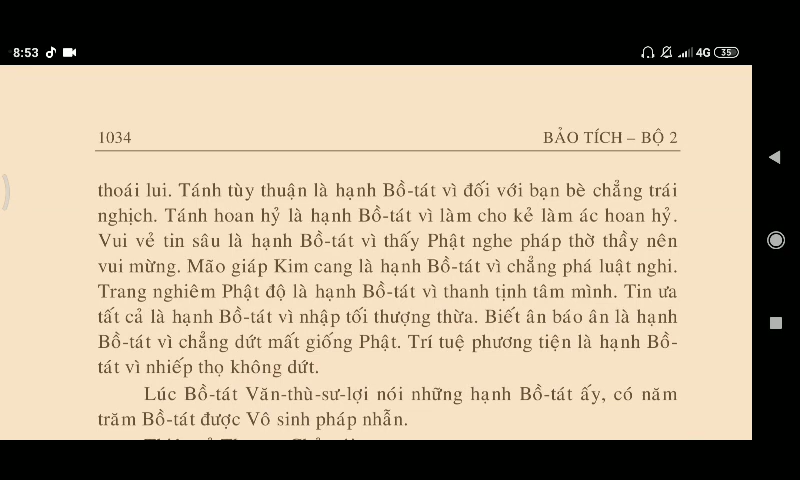 8:53
4G 35
1034 BẢO TÍCH – BỘ 2
thoái lui. Tánh tùy thuận là hạnh Bồ-tát vì đối với bạn bè chẳng trái
nghịch. Tánh hoan hỷ là hạnh Bồ-tát vì làm cho kẻ làm ác hoan hỷ.
Vui vẻ tin sâu là hạnh Bồ-tát vì thấy Phật nghe pháp thờ thầy nên
vui mừng. Mão giáp Kim cang là hạnh Bồ-tát vì chẳng phá luật nghi.
Trang nghiêm Phật độ là hạnh Bồ-tát vì thanh tịnh tâm mình. Tin ưa
tất cả là hạnh Bồ-tát vì nhập tối thượng thừa. Biết ân báo ân là hạnh
Bồ-tát vì chẳng dứt mất giống Phật. Trí tuệ phương tiện là hạnh Bồ-
tát vì nhiếp thọ không dứt.
Lúc Bồ-tát Văn-thù-sư-lợi nói những hạnh Bồ-tát ấy, có năm
trăm Bồ-tát được Vô sinh pháp nhẫn.